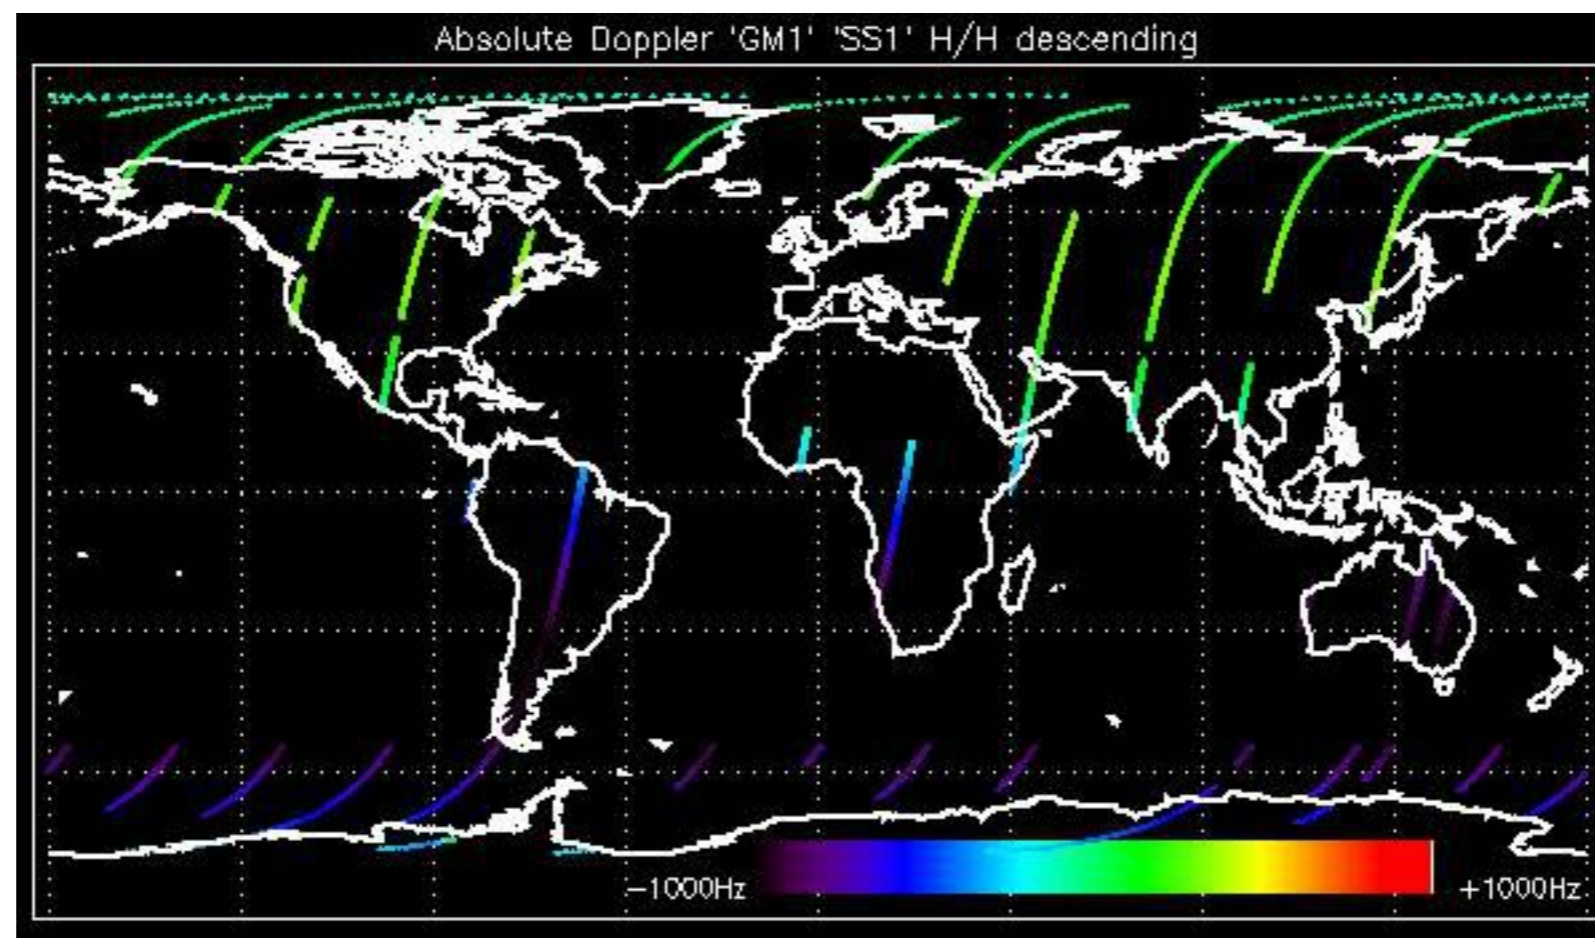 Absolute Doppler 'GM1' 'SS1' H/H descending
−1000Hz
+1000Hz